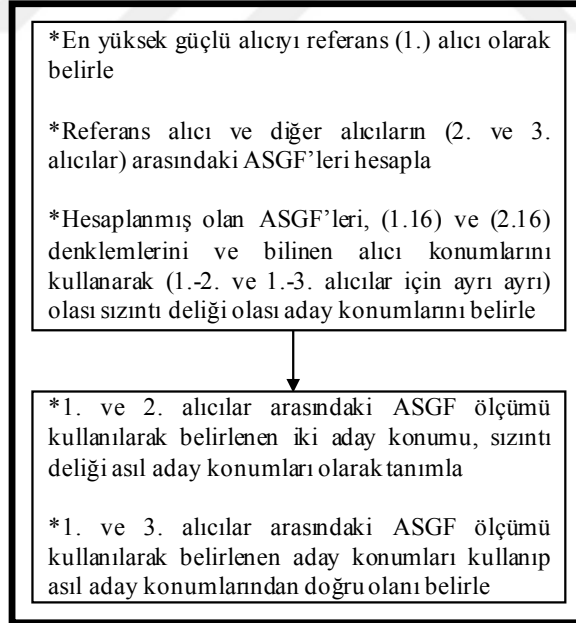 *En yüksek güçlü alıcıyı referans (1.) alıcı olarak
belirle
*Referans alıcı ve diğer alıcıların (2. ve 3.
alıcılar) arasındaki ASGF’leri hesapla
*Hesaplanmış olan ASGF’leri, (1.16) ve (2.16)
denklemlerini ve bilinen alıcı konumlarını
kullanarak (1.-2. ve 1.-3. alıcılar için ayrı ayrı)
olası sızıntı deliği olası aday konumlarını belirle
*1. ve 2. alıcılar arasındaki ASGF ölçümü
kullanılarak belirlenen iki aday konumu, sızıntı
deliği asıl aday konumları olarak tanımla
*1. ve 3. alıcılar arasındaki ASGF ölçümü
kullanılarak belirlenen aday konumları kullanıp
asıl aday konumlarından doğru olanı belirle